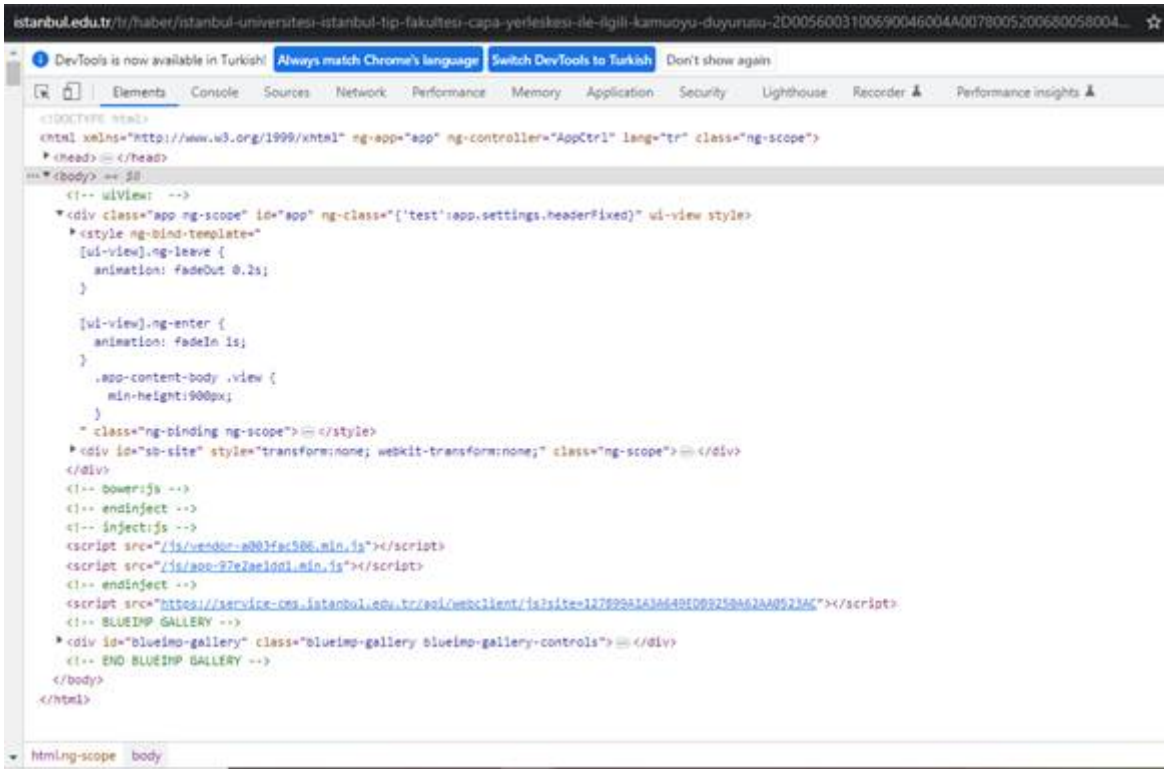 istanbul.edu.tr/tr/haber/istanbul-universitesi-istanbul-tip-fakultesi-capa-yerleskesi-ile-ilgili-kamuoyu-duyurusu-
DevTools is now available in Turkish! Always match Chrome's language Switch DevTools to Turkish Don't show again
Elements Console Sources Network Performance Memory Application Security Lighthouse Recorder Performance insights
<!DOCTYPE html>
<html xmlns="http://www.w3.org/1999/xhtml" ng-app="app" ng-controller="AppCtrl" lang="tr" class="ng-scope">
<head> … </head>
<body> == $0
<!-- uiView: -->
<div class="app ng-scope" id="app" ng-class="{'test':app.settings.headerFixed}" ui-view style>
<style ng-bind-template="
[ui-view].ng-leave {
animation: fadeOut 0.2s;
}
[ui-view].ng-enter {
animation: fadeIn 1s;
}
.app-content-body .view {
min-height:900px;
}
" class="ng-binding ng-scope"> … </style>
<div id="sb-site" style="transform:none; webkit-transform:none;" class="ng-scope"> … </div>
</div>
<!-- bower:js -->
<!-- endinject -->
<!-- inject:js -->
<script src="/js/vendor-a003fac506.min.js"></script>
<script src="/js/app-97e2ae1dd1.min.js"></script>
<!-- endinject -->
<script src="https://service-cms.istanbul.edu.tr/api/webclient/js?site="></script>
<!-- BLUEIMP GALLERY -->
<div id="blueimp-gallery" class="blueimp-gallery blueimp-gallery-controls"> … </div>
<!-- END BLUEIMP GALLERY -->
</body>
</html>
html.ng-scope body